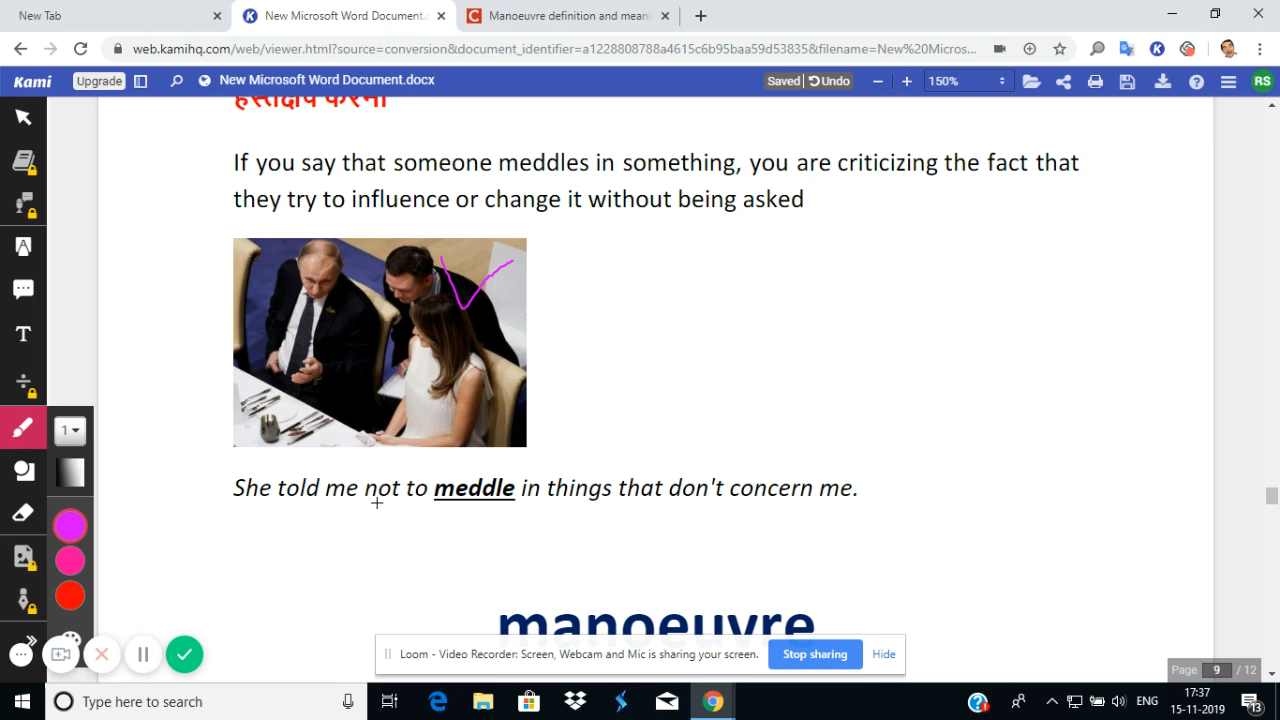 New Tab
New Microsoft Word Document.
Manoeuvre definition and meani
web.kamihq.com/web/viewer.html?source=conversion&document_identifier=a1228808788a4615c6b95baa59d53835&filename=New%20Micros...
Kami
Upgrade
New Microsoft Word Document.docx
Saved
Undo
150%
RS
हस्तक्षेप करना
If you say that someone meddles in something, you are criticizing the fact that
they try to influence or change it without being asked
1
She told me not to meddle in things that don't concern me.
manoeuvre
Loom - Video Recorder: Screen, Webcam and Mic is sharing your screen.
Stop sharing
Hide
Page 9 / 12
Type here to search
ENG
17:37
15-11-2019
13